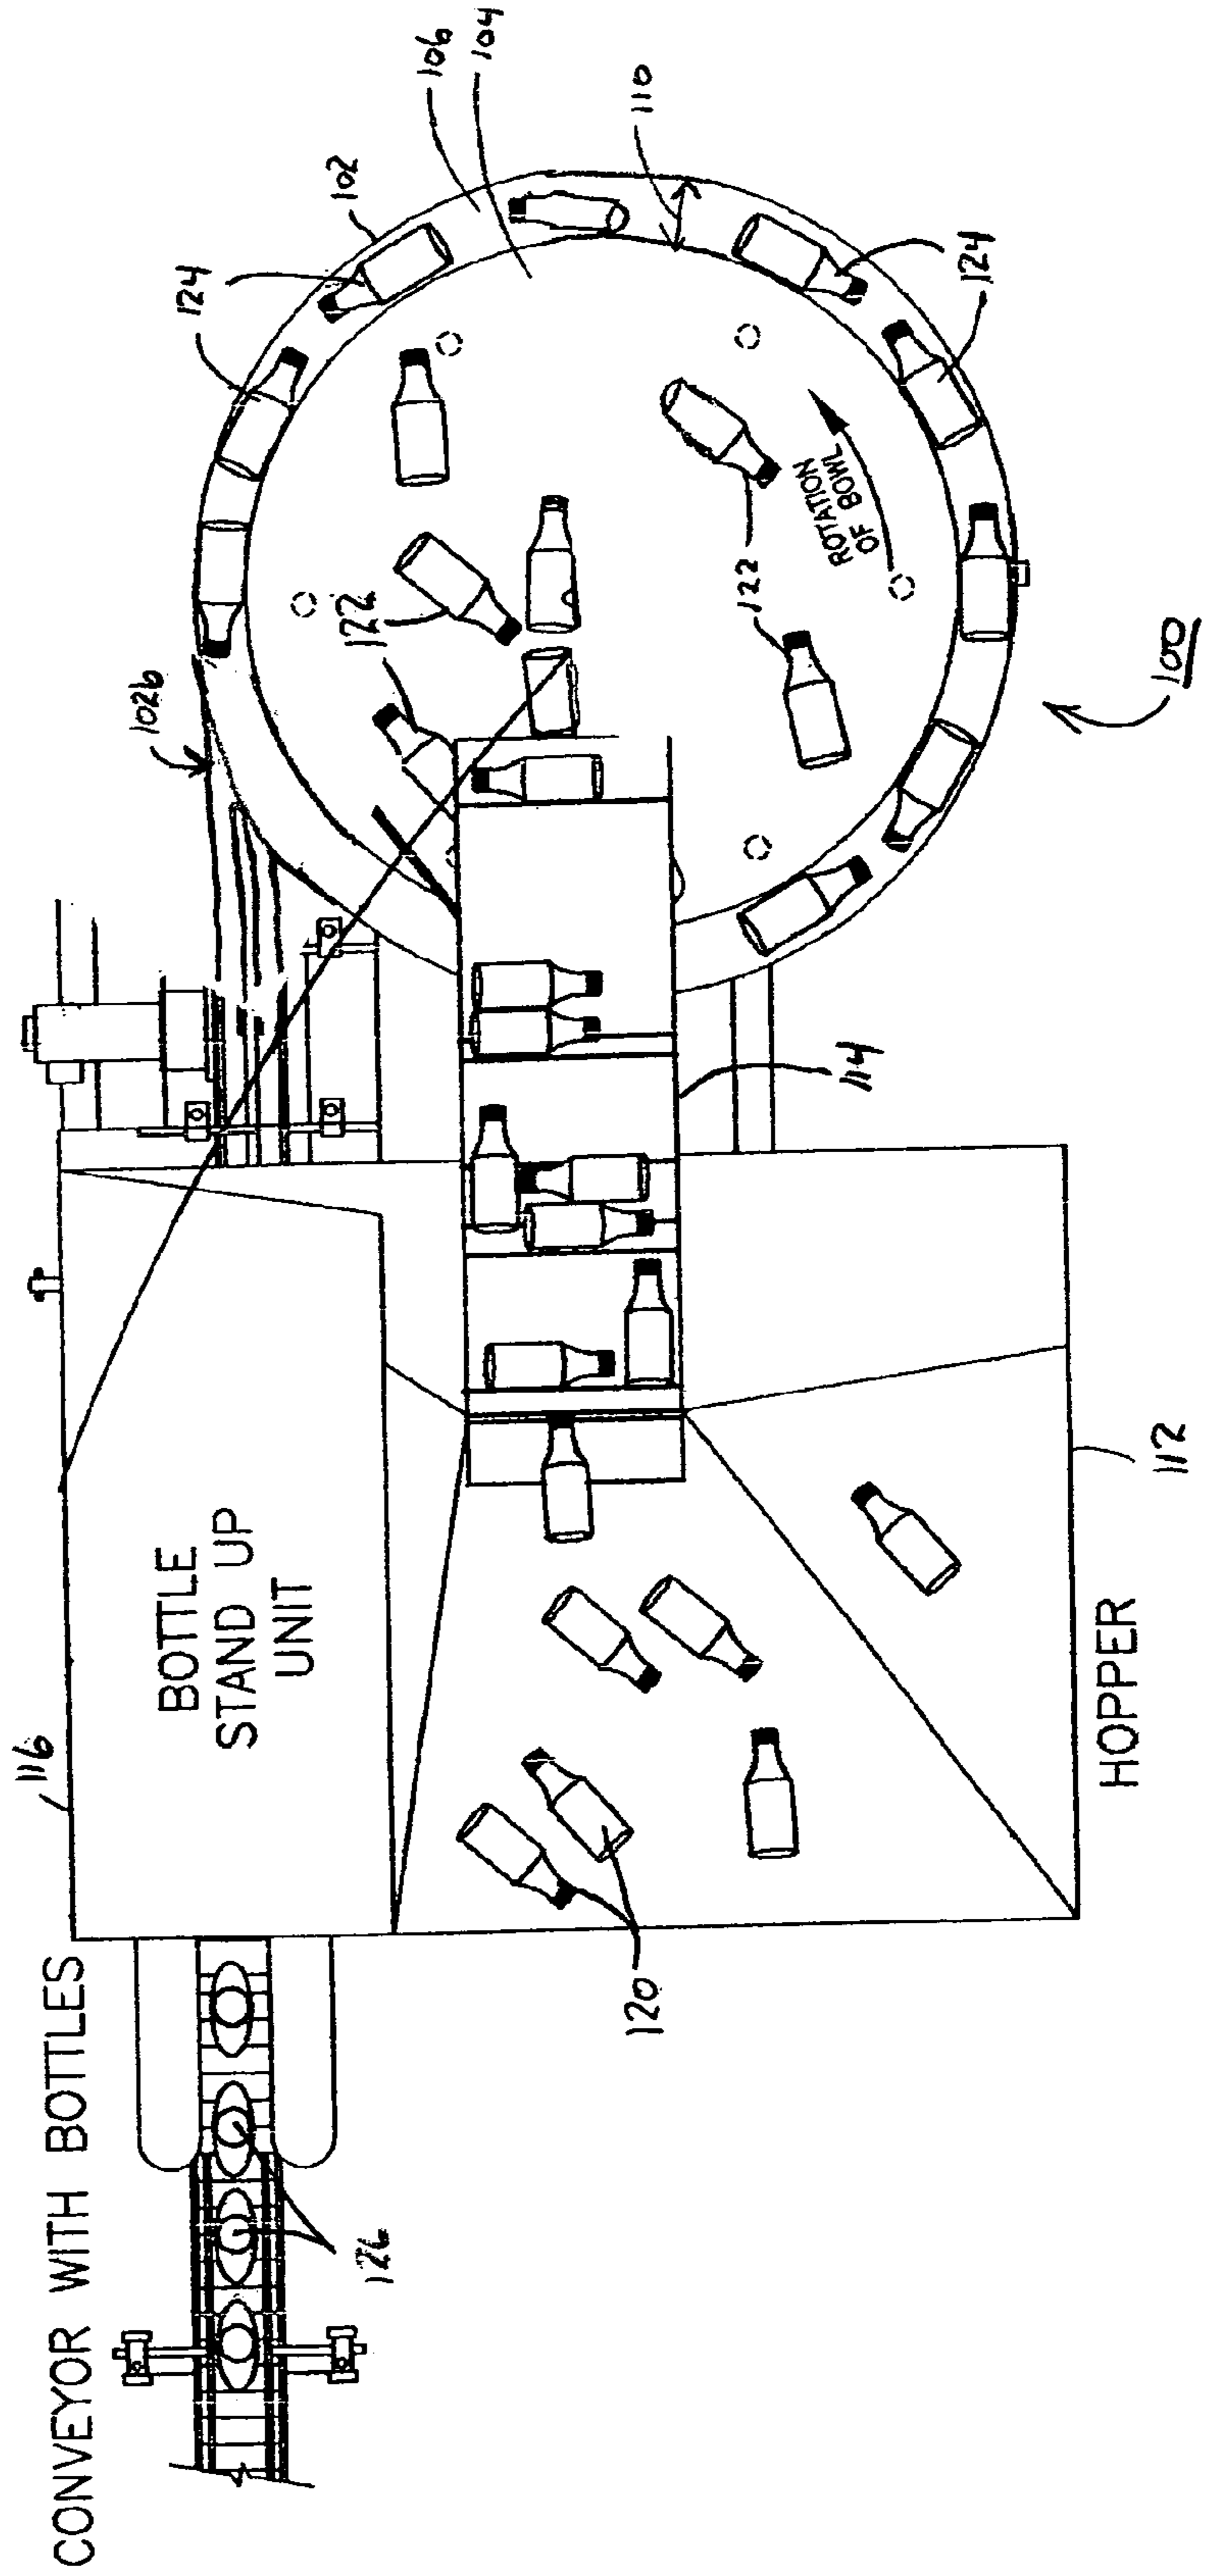 106
104
102
110
124
124
122
122
ROTATION
OF BOWL
100
102b
114
116
BOTTLE
STAND UP
UNIT
112
HOPPER
120
CONVEYOR WITH BOTTLES
126